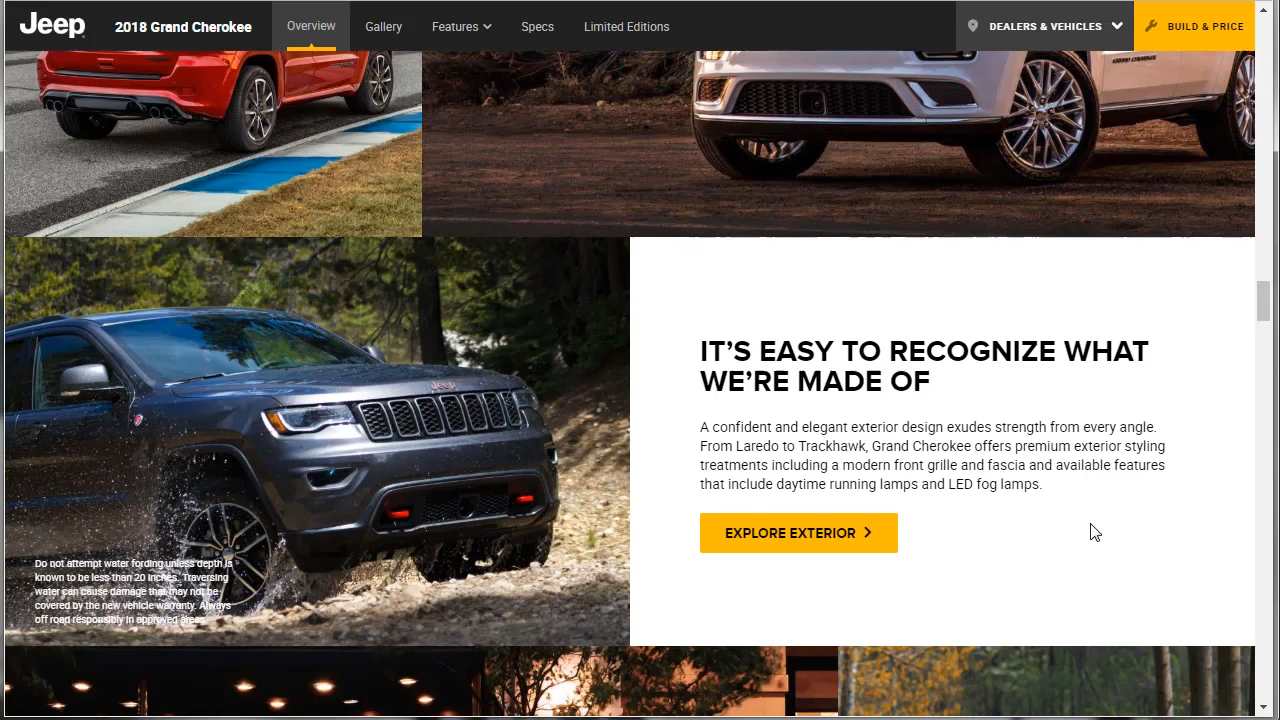 Jeep
2018 Grand Cherokee
Overview
Gallery
Features
Specs
Limited Editions
DEALERS & VEHICLES
BUILD & PRICE
GRAND CHEROKEE
Jeep
IT'S EASY TO RECOGNIZE WHAT
WE'RE MADE OF
A confident and elegant exterior design exudes strength from every angle.
From Laredo to Trackhawk, Grand Cherokee offers premium exterior styling
treatments including a modern front grille and fascia and available features
that include daytime running lamps and LED fog lamps.
EXPLORE EXTERIOR
Do not attempt water fording unless depth is
known to be less than 20 inches. Traversing
water can cause damage that may not be
covered by the new vehicle warranty. Always
off road responsibly in approved areas.